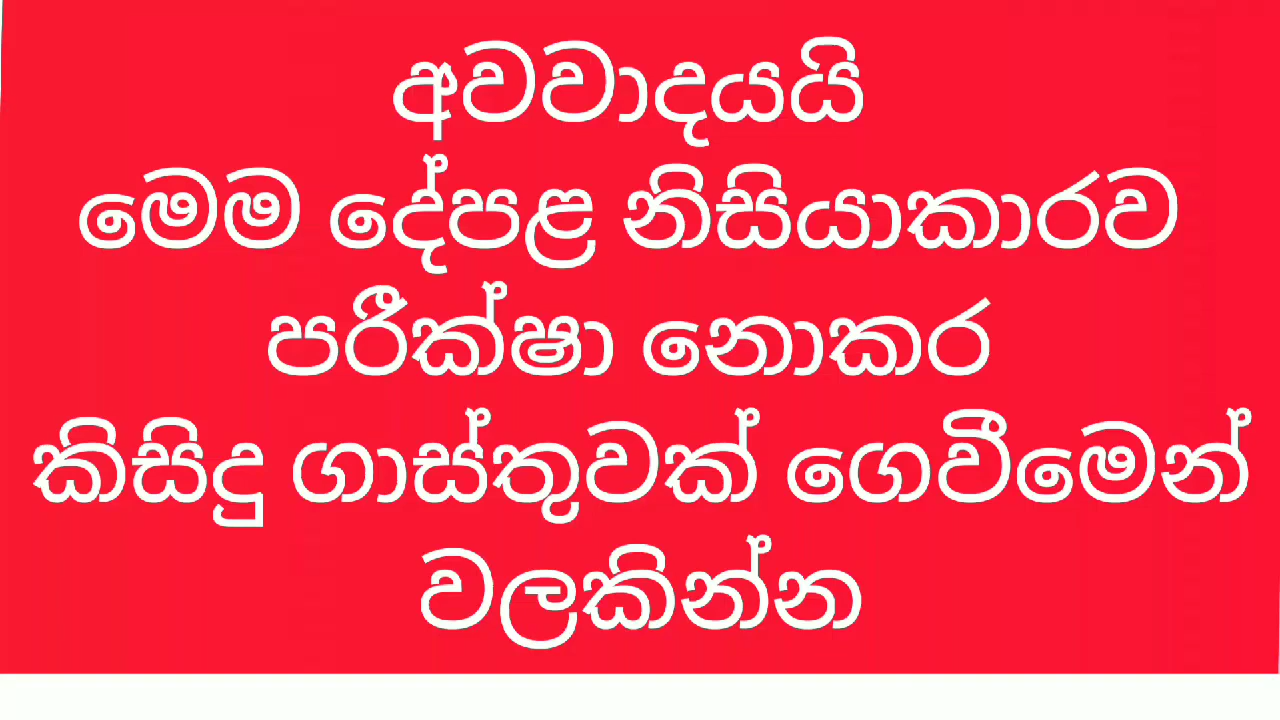 අවවාදයයි
මෙම දේපළ නිසියාකාරව
පරීක්ෂා නොකර
කිසිදු ගාස්තුවක් ගෙවීමෙන්
වලකින්න